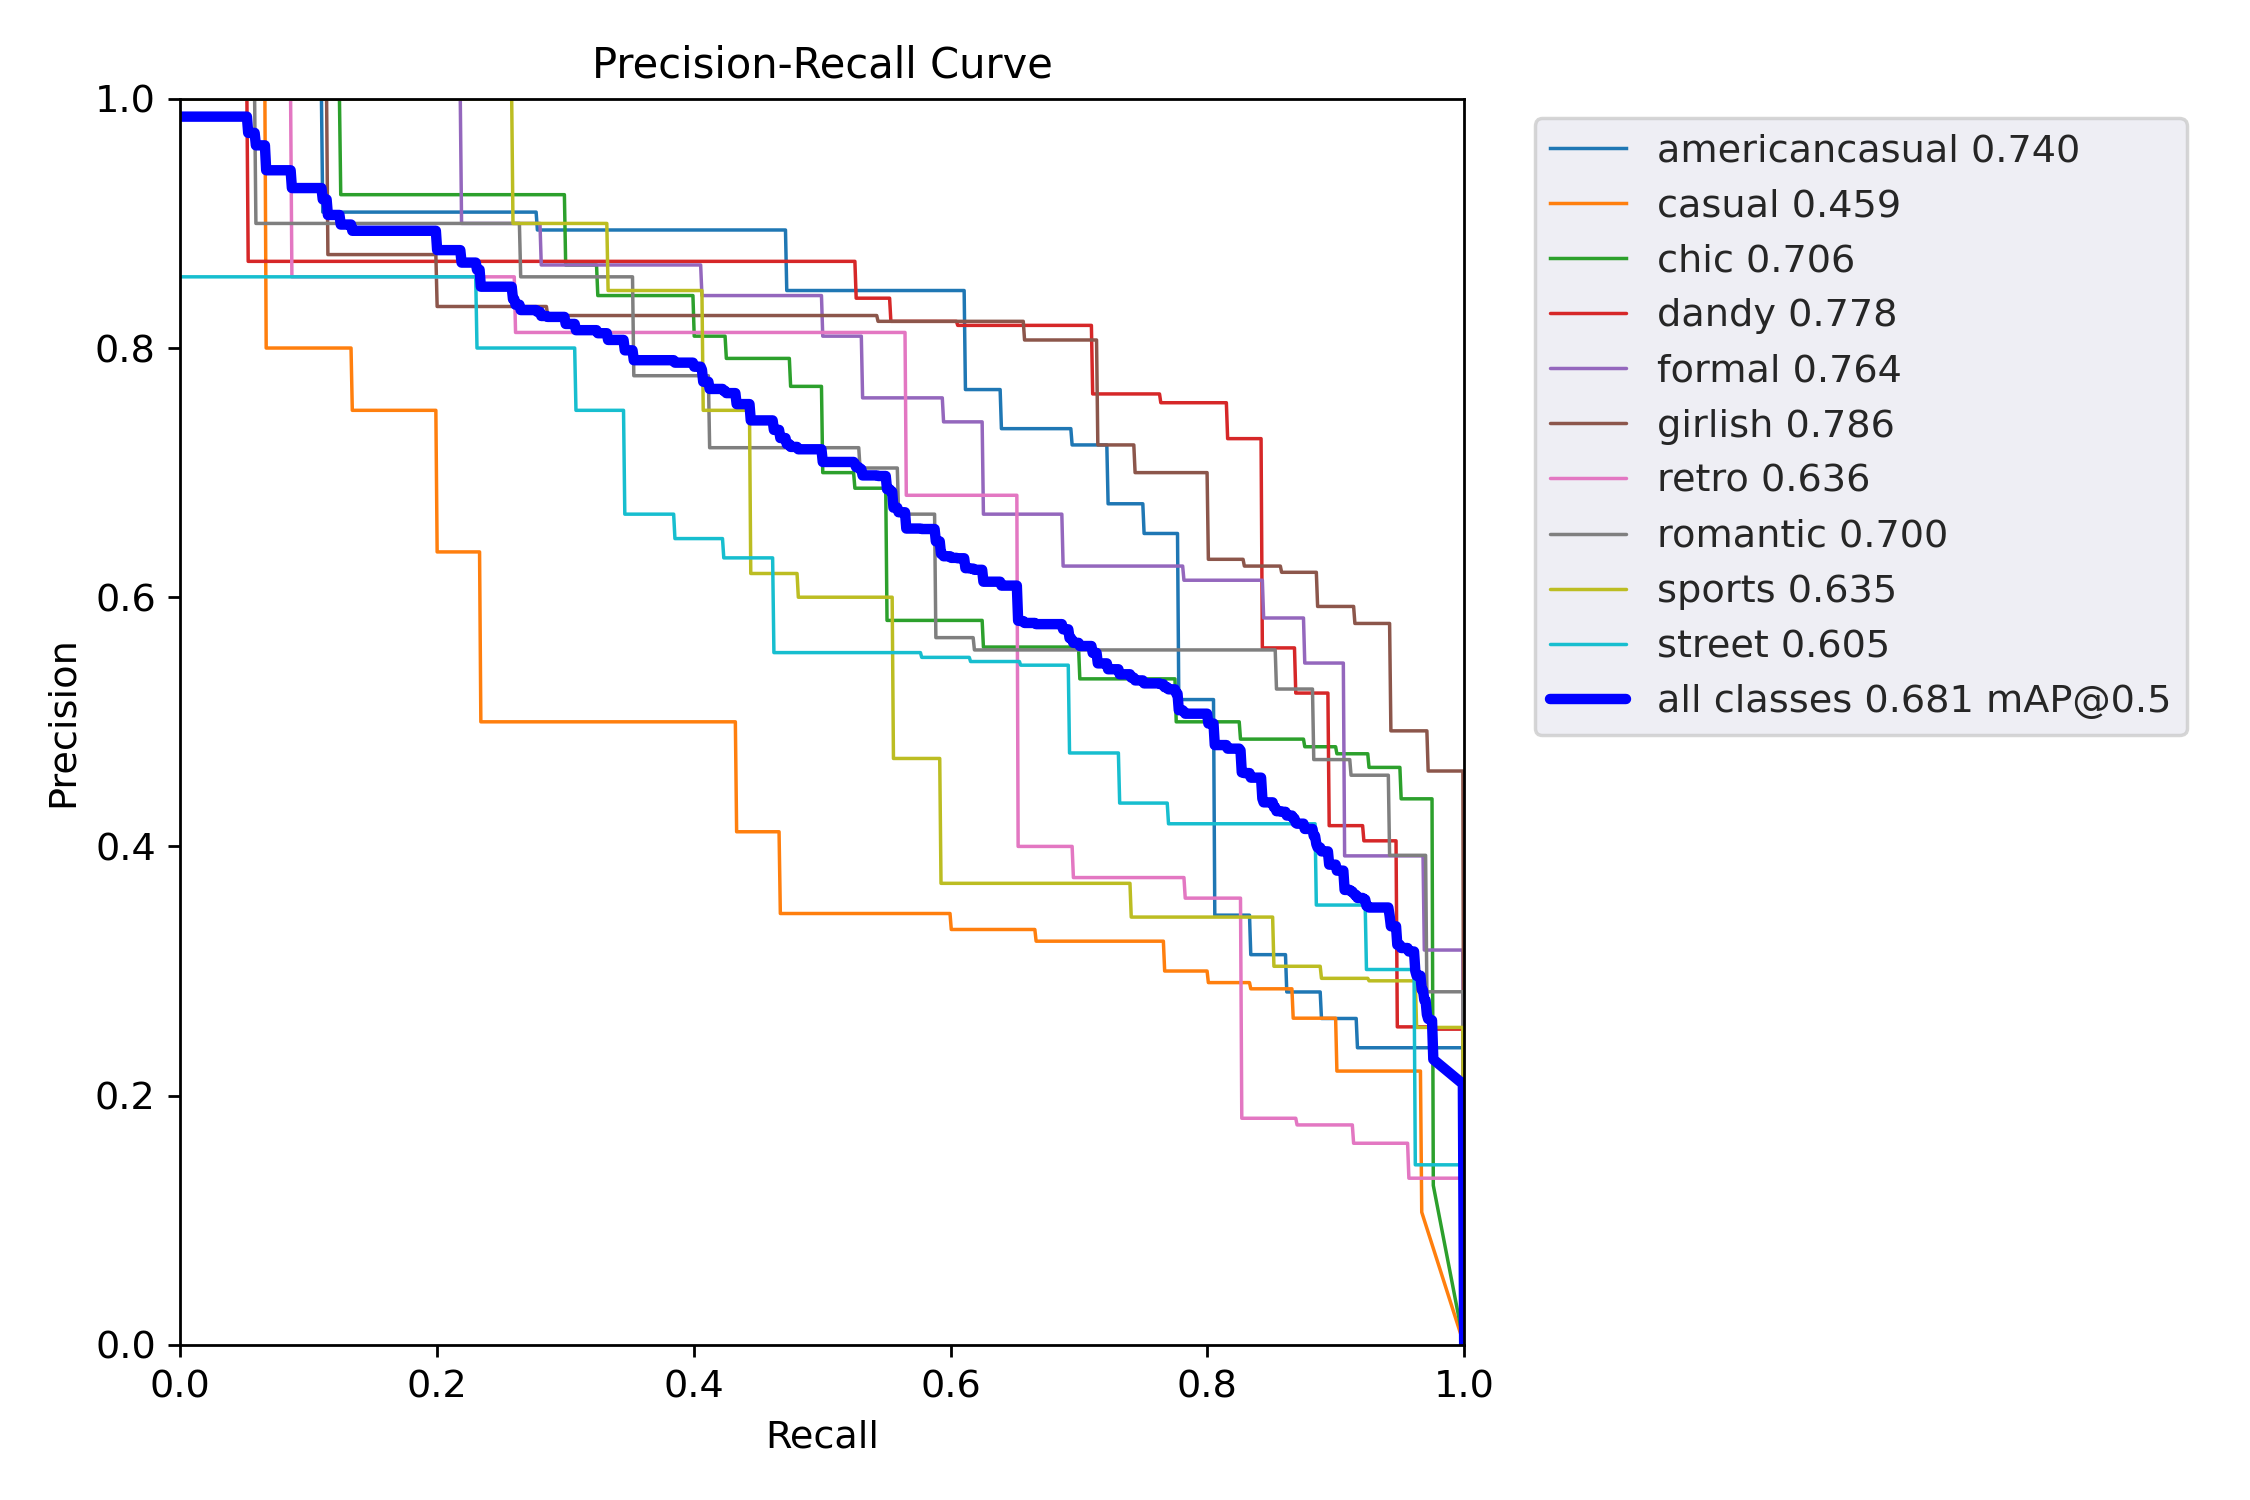 Precision-Recall Curve
1.0
0.8
0.6
0.4
0.2
0.0
Precision
0.0 0.2 0.4 0.6 0.8 1.0
Recall
americancasual 0.740
casual 0.459
chic 0.706
dandy 0.778
formal 0.764
girlish 0.786
retro 0.636
romantic 0.700
sports 0.635
street 0.605
all classes 0.681 mAP@0.5